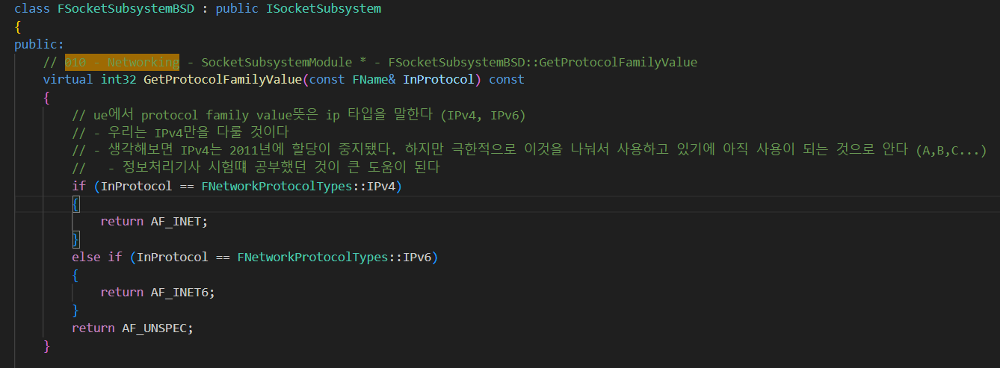 class FSocketSubsystemBSD : public ISocketSubsystem
{
public:
    // 010 - Networking - SocketSubsystemModule * - FSocketSubsystemBSD::GetProtocolFamilyValue
    virtual int32 GetProtocolFamilyValue(const FName& InProtocol) const
    {
        // ue에서 protocol family value뜻은 ip 타입을 말한다 (IPv4, IPv6)
        // - 우리는 IPv4만을 다룰 것이다
        // - 생각해보면 IPv4는 2011년에 할당이 중지됐다. 하지만 극한적으로 이것을 나눠서 사용하고 있기에 아직 사용이 되는 것으로 안다 (A,B,C...)
        //   - 정보처리기사 시험때 공부했던 것이 큰 도움이 된다
        if (InProtocol == FNetworkProtocolTypes::IPv4)
        {
            return AF_INET;
        }
        else if (InProtocol == FNetworkProtocolTypes::IPv6)
        {
            return AF_INET6;
        }
        return AF_UNSPEC;
    }